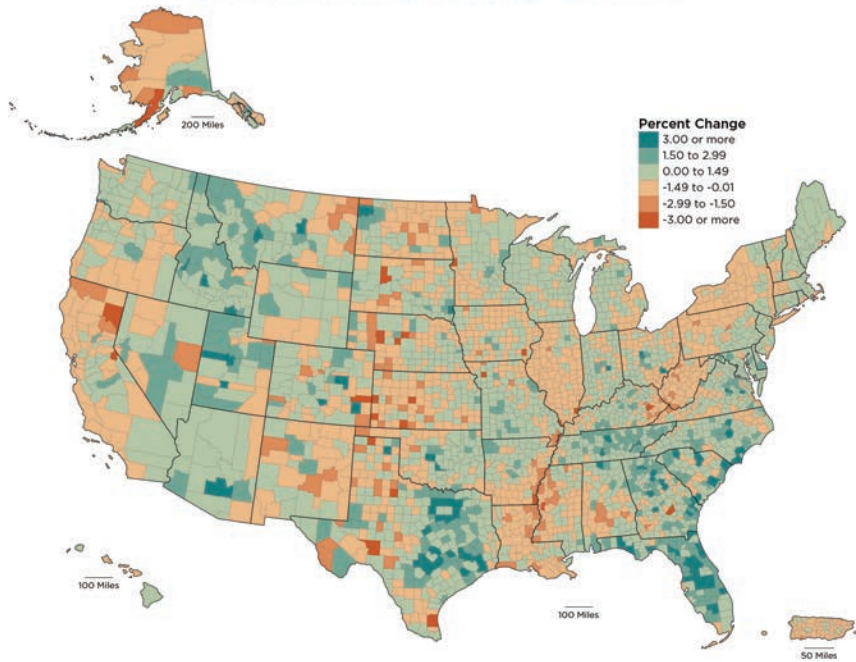 200 Miles
Percent Change
3.00 or more
1.50 to 2.99
0.00 to 1.49
-1.49 to -0.01
-2.99 to -1.50
-3.00 or more
100 Miles
100 Miles
50 Miles